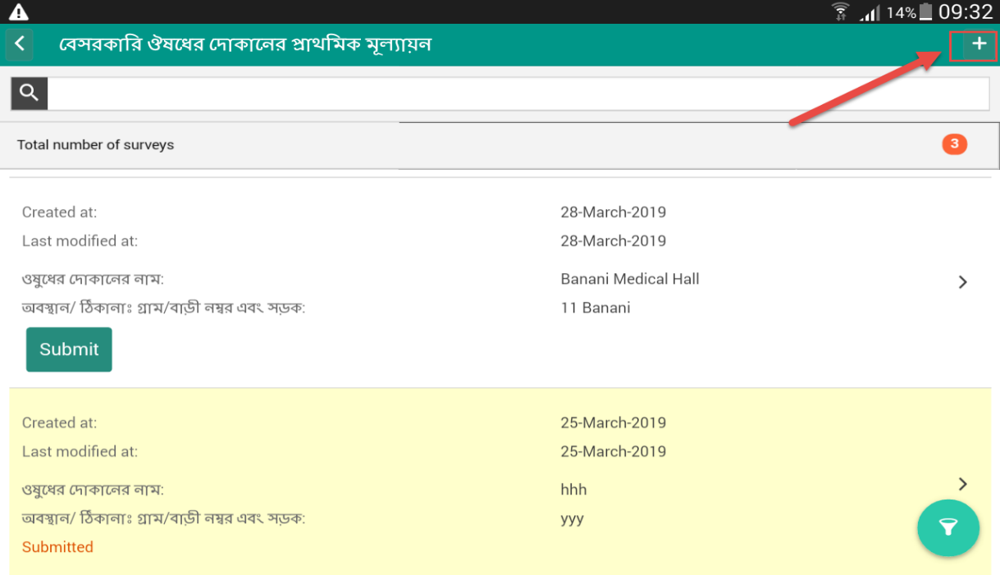 14% 09:32
বেসরকারি ঔষধের দোকানের প্রাথমিক মূল্যায়ন +
Total number of surveys 3
Created at: 28-March-2019
Last modified at: 28-March-2019
ওষুধের দোকানের নাম: Banani Medical Hall
অবস্থান/ ঠিকানাঃ গ্রাম/বাড়ী নম্বর এবং সড়ক: 11 Banani
Submit
Created at: 25-March-2019
Last modified at: 25-March-2019
ওষুধের দোকানের নাম: hhh
অবস্থান/ ঠিকানাঃ গ্রাম/বাড়ী নম্বর এবং সড়ক: yyy
Submitted